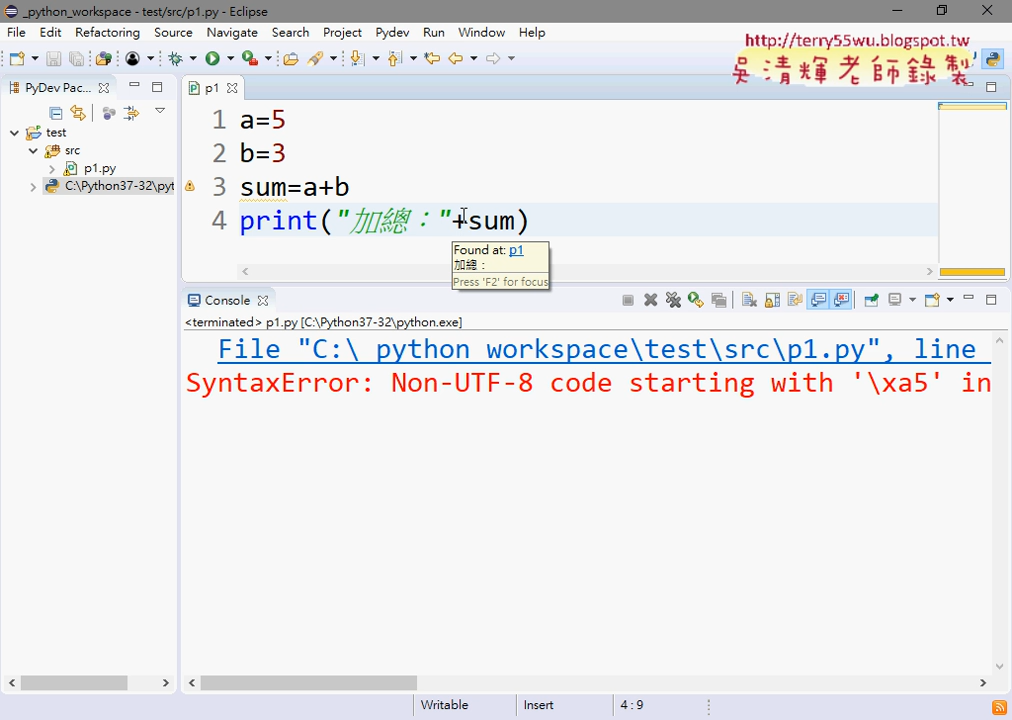 _python_workspace - test/src/p1.py - Eclipse
File Edit Refactoring Source Navigate Search Project Pydev Run Window Help
http://terry55wu.blogspot.tw
吳清輝老師錄製
PyDev Pac...
p1
test
src
p1.py
C:\Python37-32\pyt
1 a=5
2 b=3
3 sum=a+b
4 print("加總："+sum)
Found at: p1
加總：
Press 'F2' for focus
Console
<terminated> p1.py [C:\Python37-32\python.exe]
File "C:\_python_workspace\test\src\p1.py", line
SyntaxError: Non-UTF-8 code starting with '\xa5' in
Writable Insert 4 : 9